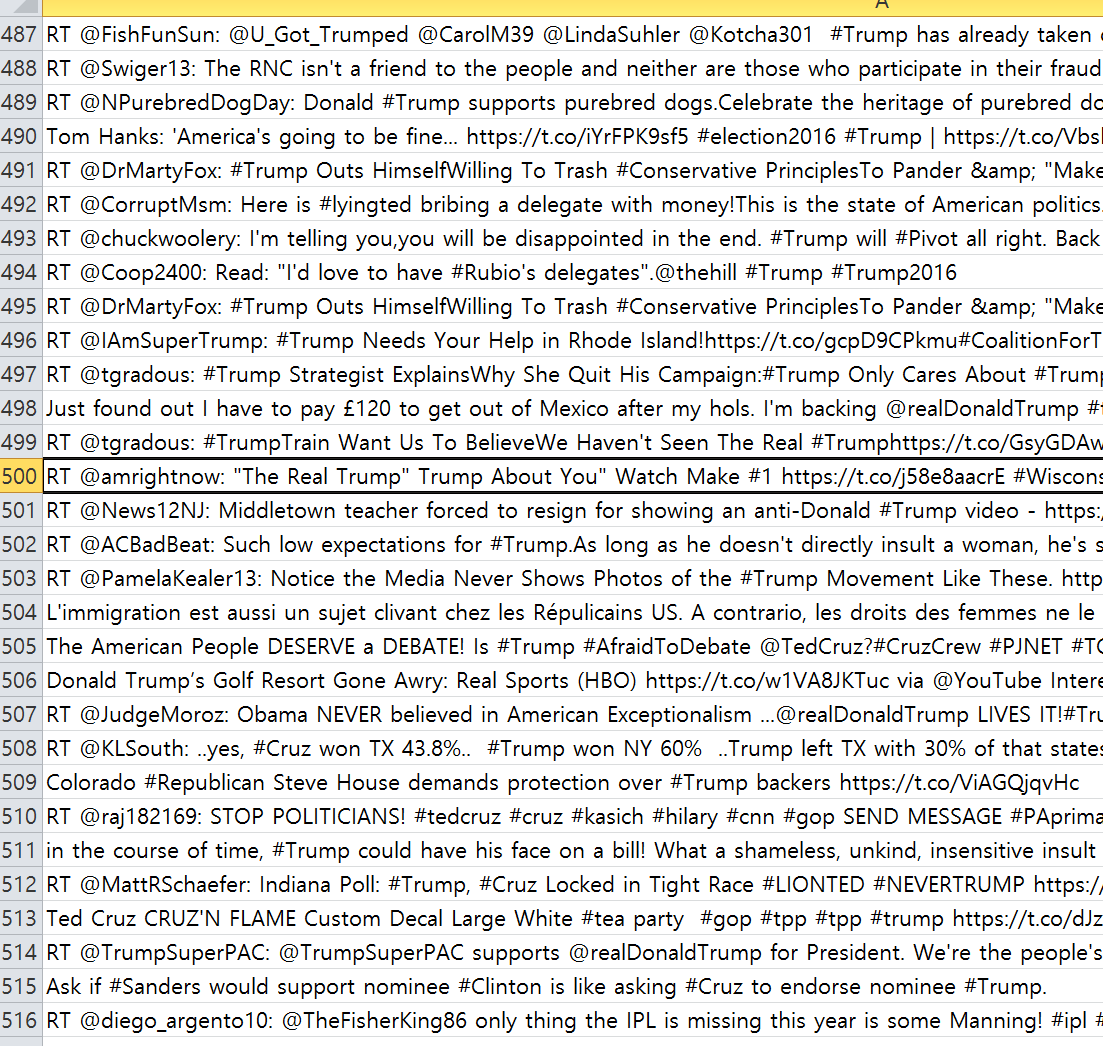 A
487 RT @FishFunSun: @U_Got_Trumped @CarolM39 @LindaSuhler @Kotcha301  #Trump has already taken
488 RT @Swiger13: The RNC isn't a friend to the people and neither are those who participate in their fraud
489 RT @NPurebredDogDay: Donald #Trump supports purebred dogs.Celebrate the heritage of purebred do
490 Tom Hanks: 'America's going to be fine... https://t.co/iYrFPK9sf5 #election2016 #Trump | https://t.co/Vbsl
491 RT @DrMartyFox: #Trump Outs HimselfWilling To Trash #Conservative PrinciplesTo Pander &amp; "Make
492 RT @CorruptMsm: Here is #lyingted bribing a delegate with money!This is the state of American politics.
493 RT @chuckwoolery: I'm telling you,you will be disappointed in the end. #Trump will #Pivot all right. Back
494 RT @Coop2400: Read: "I'd love to have #Rubio's delegates".@thehill #Trump #Trump2016
495 RT @DrMartyFox: #Trump Outs HimselfWilling To Trash #Conservative PrinciplesTo Pander &amp; "Make
496 RT @IAmSuperTrump: #Trump Needs Your Help in Rhode Island!https://t.co/gcpD9CPkmu#CoalitionForT
497 RT @tgradous: #Trump Strategist ExplainsWhy She Quit His Campaign:#Trump Only Cares About #Trump
498 Just found out I have to pay £120 to get out of Mexico after my hols. I'm backing @realDonaldTrump #
499 RT @tgradous: #TrumpTrain Want Us To BelieveWe Haven't Seen The Real #Trumphttps://t.co/GsyGDAw
500 RT @amrightnow: "The Real Trump" Trump About You" Watch Make #1 https://t.co/j58e8aacrE #Wiscons
501 RT @News12NJ: Middletown teacher forced to resign for showing an anti-Donald #Trump video - https:/
502 RT @ACBadBeat: Such low expectations for #Trump.As long as he doesn't directly insult a woman, he's s
503 RT @PamelaKealer13: Notice the Media Never Shows Photos of the #Trump Movement Like These. http
504 L'immigration est aussi un sujet clivant chez les Républicains US. A contrario, les droits des femmes ne le
505 The American People DESERVE a DEBATE! Is #Trump #AfraidToDebate @TedCruz?#CruzCrew #PJNET #TC
506 Donald Trump’s Golf Resort Gone Awry: Real Sports (HBO) https://t.co/w1VA8JKTuc via @YouTube Intere
507 RT @JudgeMoroz: Obama NEVER believed in American Exceptionalism ...@realDonaldTrump LIVES IT!#Tru
508 RT @KLSouth: ..yes, #Cruz won TX 43.8%..  #Trump won NY 60%  ..Trump left TX with 30% of that states
509 Colorado #Republican Steve House demands protection over #Trump backers https://t.co/ViAGQjqvHc
510 RT @raj182169: STOP POLITICIANS! #tedcruz #cruz #kasich #hilary #cnn #gop SEND MESSAGE #PAprima
511 in the course of time, #Trump could have his face on a bill! What a shameless, unkind, insensitive insult
512 RT @MattRSchaefer: Indiana Poll: #Trump, #Cruz Locked in Tight Race #LIONTED #NEVERTRUMP https:/
513 Ted Cruz CRUZ'N FLAME Custom Decal Large White #tea party  #gop #tpp #tpp #trump https://t.co/dJz
514 RT @TrumpSuperPAC: @TrumpSuperPAC supports @realDonaldTrump for President. We're the people's
515 Ask if #Sanders would support nominee #Clinton is like asking #Cruz to endorse nominee #Trump.
516 RT @diego_argento10: @TheFisherKing86 only thing the IPL is missing this year is some Manning! #ipl #